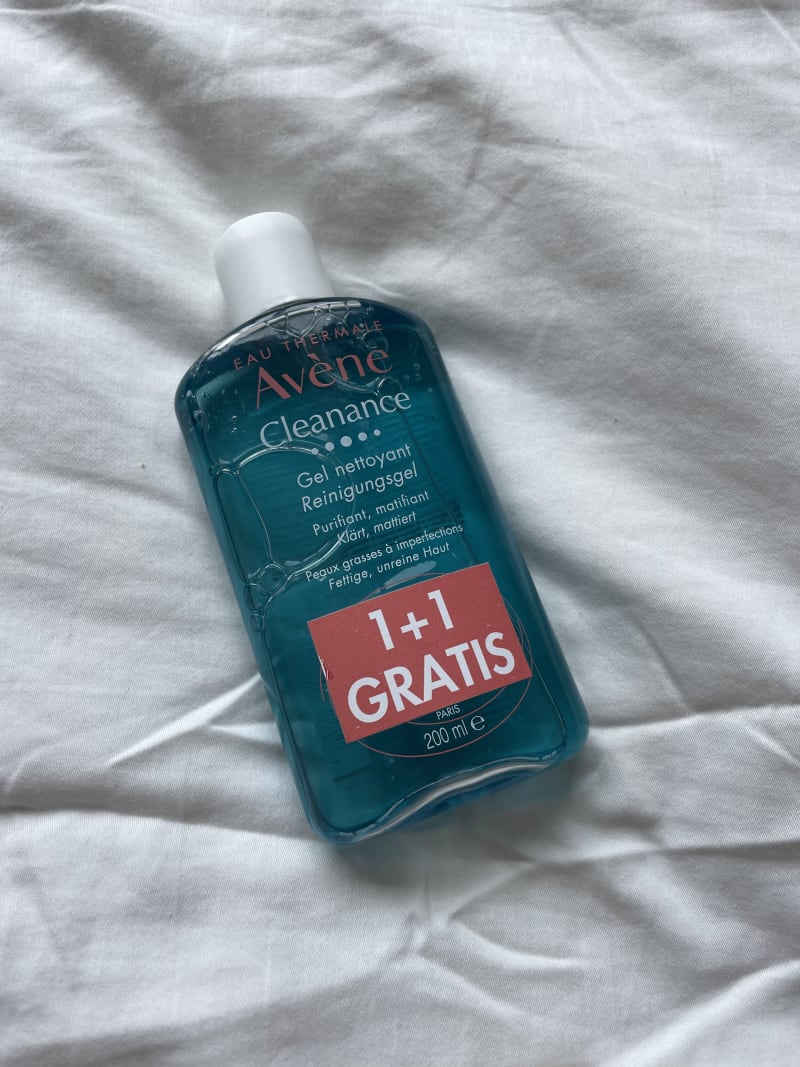 EAU THERMALE
Avène
Cleanance
Gel nettoyant
Reinigungsgel
Purifiant, matifiant
Klärt, mattiert
Peaux grasses à imperfections
Fettige, unreine Haut
1+1
GRATIS
PARIS
200 ml ℮